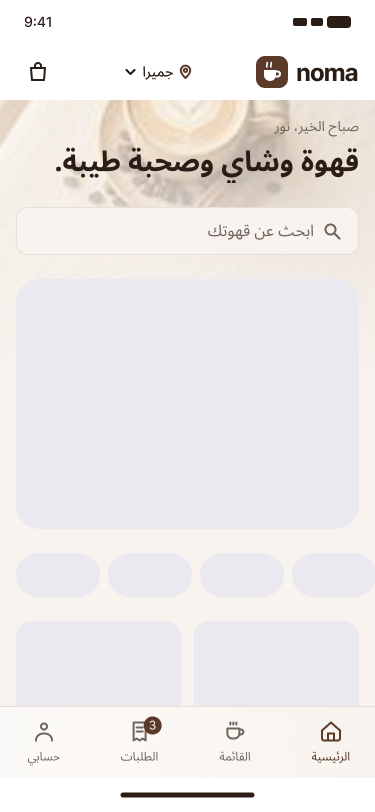 9:41
noma
جميرا
صباح الخير، نور
قهوة وشاي وصحبة طيبة.
ابحث عن قهوتك
الرئيسية
القائمة
3
الطلبات
حسابي